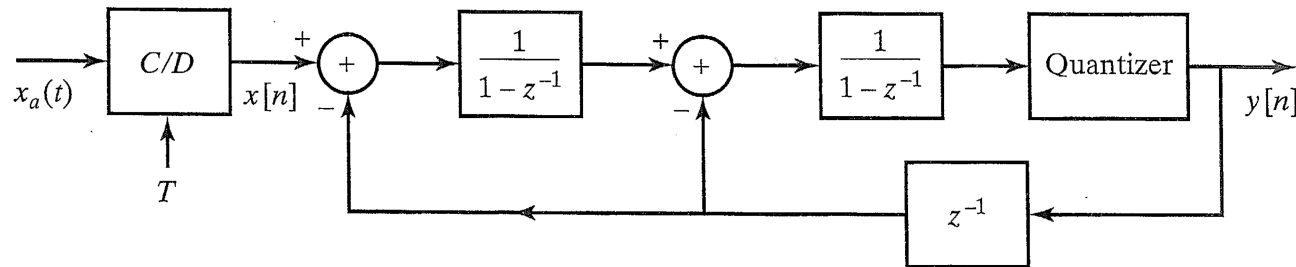 x_a(t)
C/D
T
x[n]
+
+
−
1
1 − z^{−1}
+
+
−
1
1 − z^{−1}
Quantizer
y[n]
z^{−1}